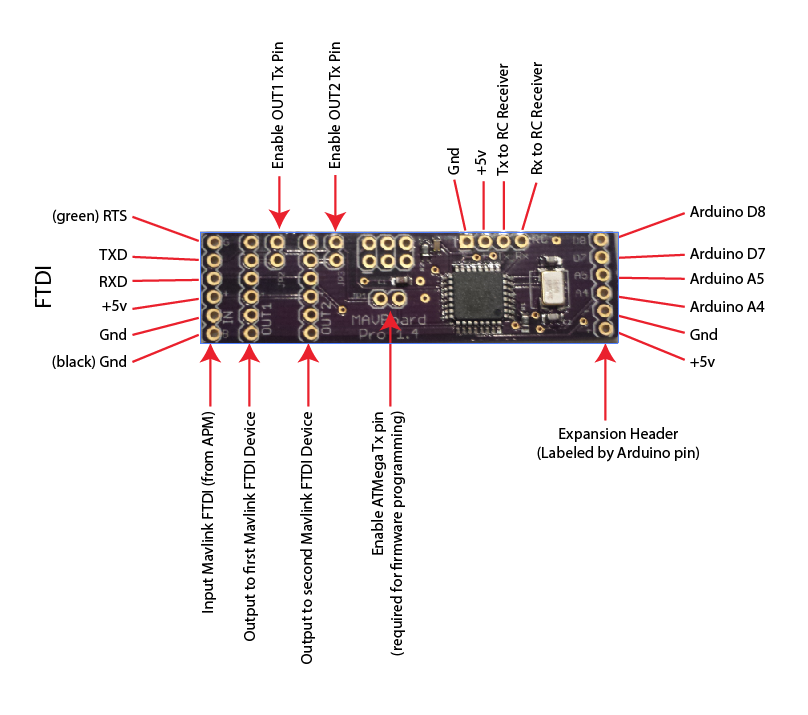 Enable OUT1 Tx Pin
Enable OUT2 Tx Pin
Gnd
+5v
Tx to RC Receiver
Rx to RC Receiver
FTDI
(green) RTS
TXD
RXD
+5v
Gnd
(black) Gnd
Arduino D8
Arduino D7
Arduino A5
Arduino A4
Gnd
+5v
G
B
IN
OUT1
OUT2
RC
D8
D7
A5
A4
MAVBoard
Pro 1.4
Input Mavlink FTDI (from APM)
Output to first Mavlink FTDI Device
Output to second Mavlink FTDI Device
Enable ATMega Tx pin
(required for firmware programming)
Expansion Header
(Labeled by Arduino pin)